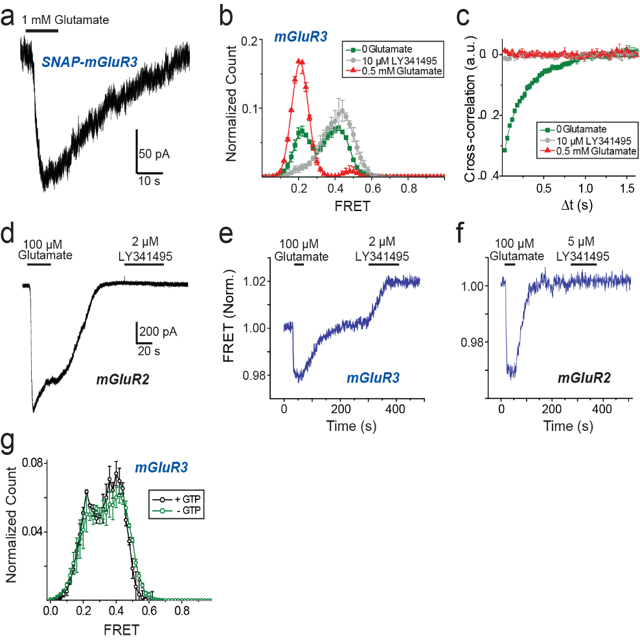 a
1 mM Glutamate
SNAP-mGluR3
50 pA
10 s
b
mGluR3
0 Glutamate
10 µM LY341495
0.5 mM Glutamate
Normalized Count
0.2
0.1
0.2 0.4 0.6 0.8
FRET
c
Cross-correlation (a. u.)
0
0.2
0.4
0 Glutamate
10 µM LY341495
0.5 mM Glutamate
0.5 1.0 1.5
Δt (s)
d
100 µM
Glutamate
2 µM
LY341495
200 pA
20 s
mGluR2
e
100 µM
Glutamate
2 µM
LY341495
FRET (Norm.)
1.02
1.00
0.98
mGluR3
0 200 400
Time (s)
f
100 µM
Glutamate
5 µM
LY341495
1.00
0.98
mGluR2
0 200 400
Time (s)
g
mGluR3
+ GTP
- GTP
Normalized Count
0.08
0.04
0.0 0.2 0.4 0.6 0.8
FRET